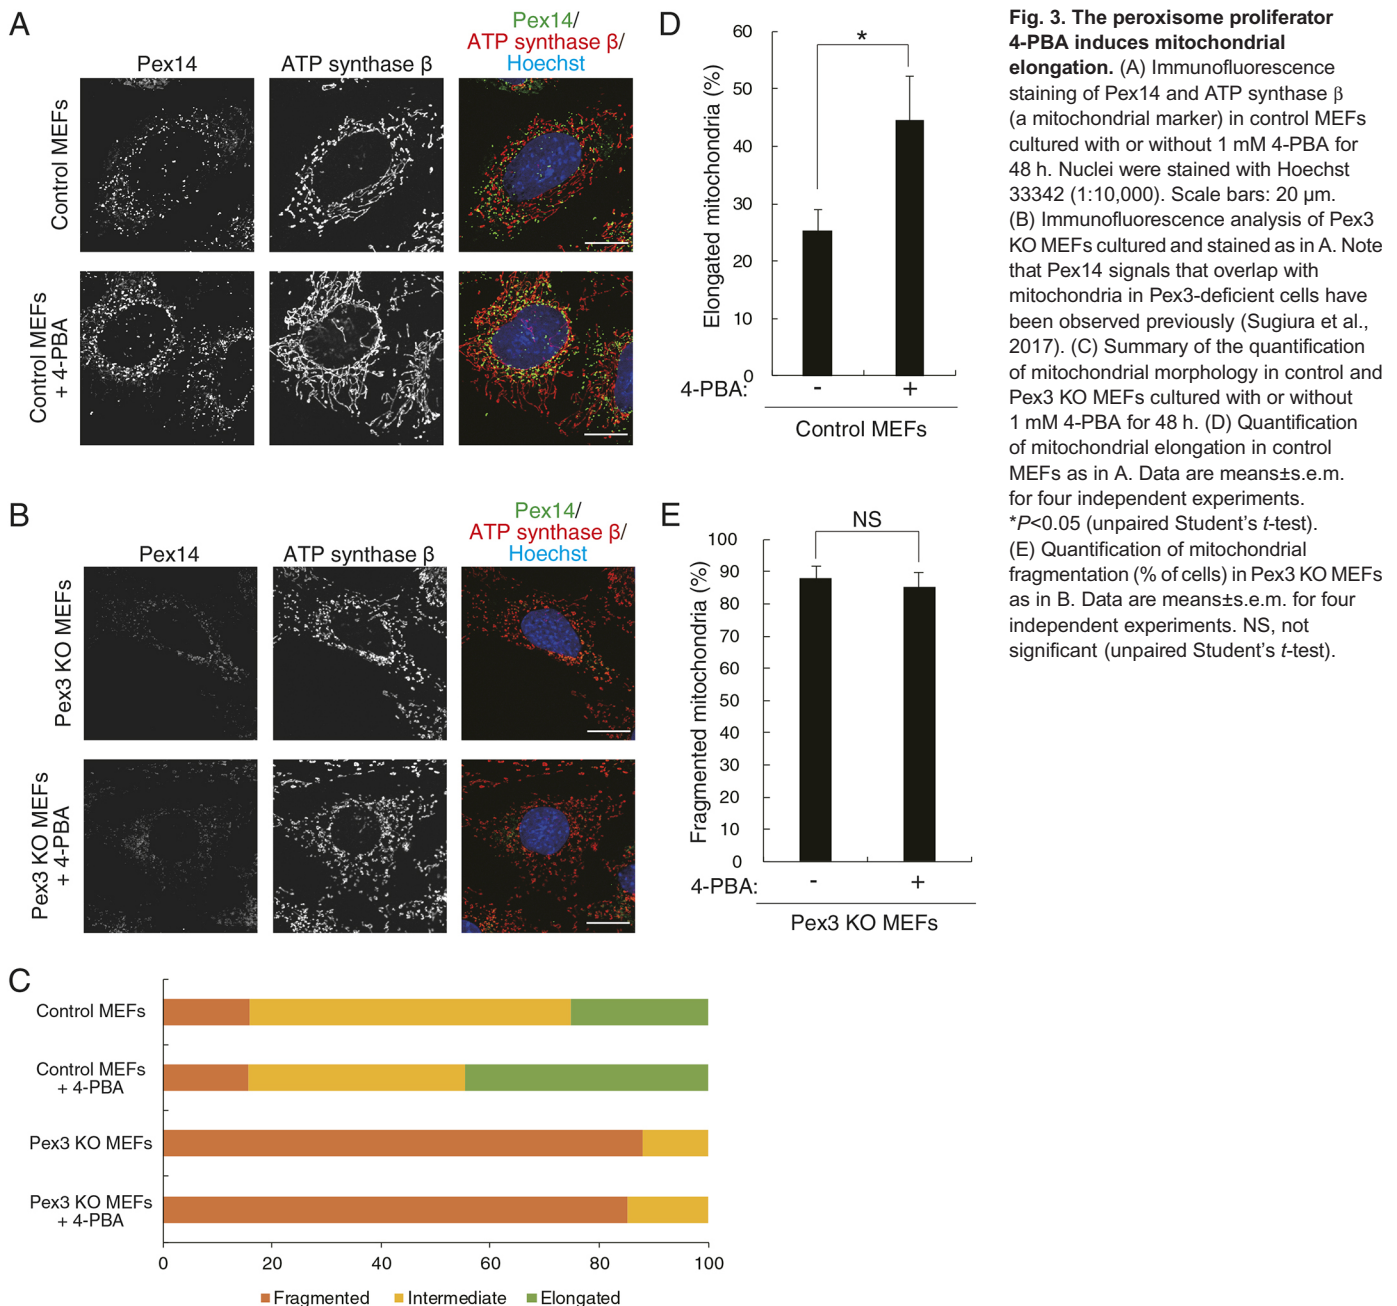 A
Pex14
ATP synthase β
Pex14/
ATP synthase β/
Hoechst
Control MEFs
Control MEFs
+ 4-PBA
B
Pex14
ATP synthase β
Pex14/
ATP synthase β/
Hoechst
Pex3 KO MEFs
Pex3 KO MEFs
+ 4-PBA
C
Control MEFs
Control MEFs
+ 4-PBA
Pex3 KO MEFs
Pex3 KO MEFs
+ 4-PBA
0 20 40 60 80 100
Fragmented Intermediate Elongated
D
Elongated mitochondria (%)
60
50
40
30
20
10
0
*
4-PBA: - +
Control MEFs
E
Fragmented mitochondria (%)
100
90
80
70
60
50
40
30
20
10
0
NS
4-PBA: - +
Pex3 KO MEFs
Fig. 3. The peroxisome proliferator
4-PBA induces mitochondrial
elongation. (A) Immunofluorescence
staining of Pex14 and ATP synthase β
(a mitochondrial marker) in control MEFs
cultured with or without 1 mM 4-PBA for
48 h. Nuclei were stained with Hoechst
33342 (1:10,000). Scale bars: 20 µm.
(B) Immunofluorescence analysis of Pex3
KO MEFs cultured and stained as in A. Note
that Pex14 signals that overlap with
mitochondria in Pex3-deficient cells have
been observed previously (Sugiura et al.,
2017). (C) Summary of the quantification
of mitochondrial morphology in control and
Pex3 KO MEFs cultured with or without
1 mM 4-PBA for 48 h. (D) Quantification
of mitochondrial elongation in control
MEFs as in A. Data are means±s.e.m.
for four independent experiments.
*P<0.05 (unpaired Student's t-test).
(E) Quantification of mitochondrial
fragmentation (% of cells) in Pex3 KO MEFs
as in B. Data are means±s.e.m. for four
independent experiments. NS, not
significant (unpaired Student's t-test).